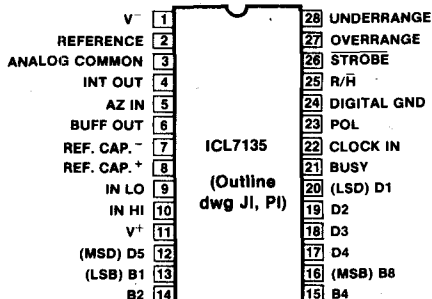 V⁻ 1 28 UNDERRANGE
REFERENCE 2 27 OVERRANGE
ANALOG COMMON 3 26 STROBE
INT OUT 4 25 R/H̅
AZ IN 5 24 DIGITAL GND
BUFF OUT 6 23 POL
REF. CAP.⁻ 7 ICL7135 22 CLOCK IN
REF. CAP.⁺ 8 21 BUSY
IN LO 9 (Outline 20 (LSD) D1
IN HI 10 dwg JI, PI) 19 D2
V⁺ 11 18 D3
(MSD) D5 12 17 D4
(LSB) B1 13 16 (MSB) B8
B2 14 15 B4